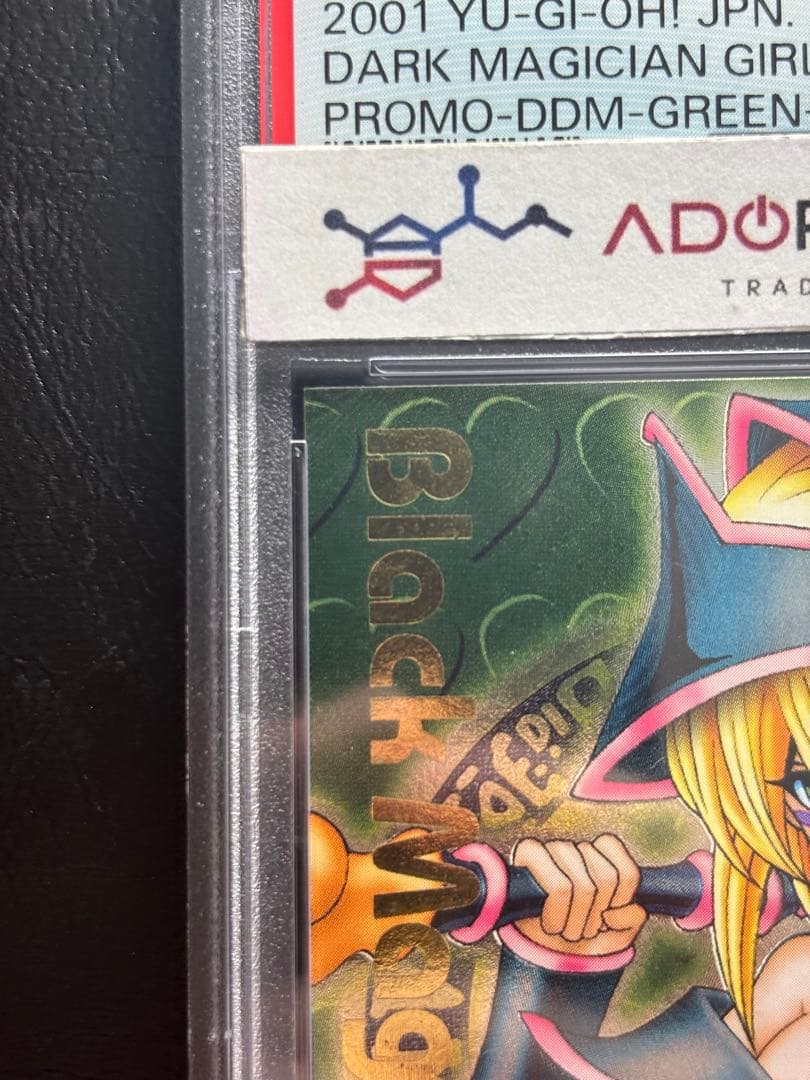 2001 YU-GI-OH! JPN.
DARK MAGICIAN GIRL
PROMO-DDM-GREEN-
ADO
TRAD
Black Mag